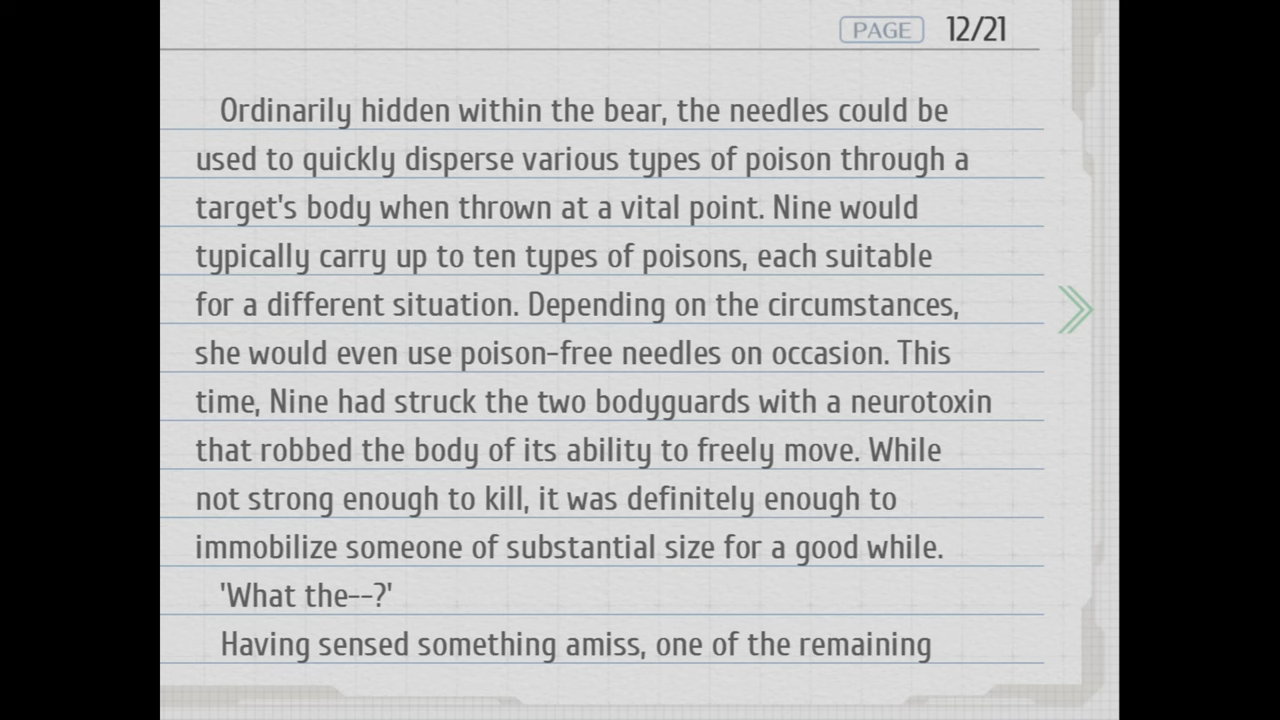 PAGE 12/21
Ordinarily hidden within the bear, the needles could be
used to quickly disperse various types of poison through a
target's body when thrown at a vital point. Nine would
typically carry up to ten types of poisons, each suitable
for a different situation. Depending on the circumstances,
she would even use poison-free needles on occasion. This
time, Nine had struck the two bodyguards with a neurotoxin
that robbed the body of its ability to freely move. While
not strong enough to kill, it was definitely enough to
immobilize someone of substantial size for a good while.
'What the--?'
Having sensed something amiss, one of the remaining